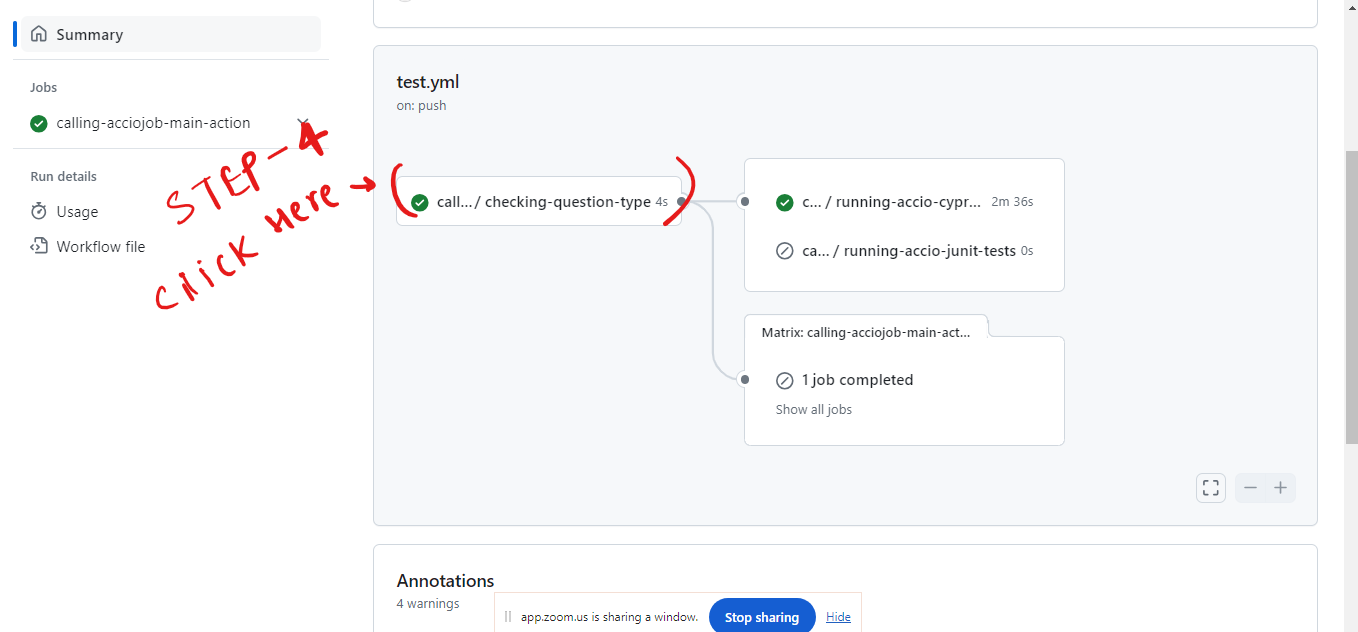 Summary
Jobs
calling-acciojob-main-action
Run details
Usage
Workflow file
STEP-4
CLICK HERE
test.yml
on: push
call... / checking-question-type 4s
c... / running-accio-cypr... 2m 36s
ca... / running-accio-junit-tests 0s
Matrix: calling-acciojob-main-act...
1 job completed
Show all jobs
Annotations
4 warnings
app.zoom.us is sharing a window. Stop sharing Hide